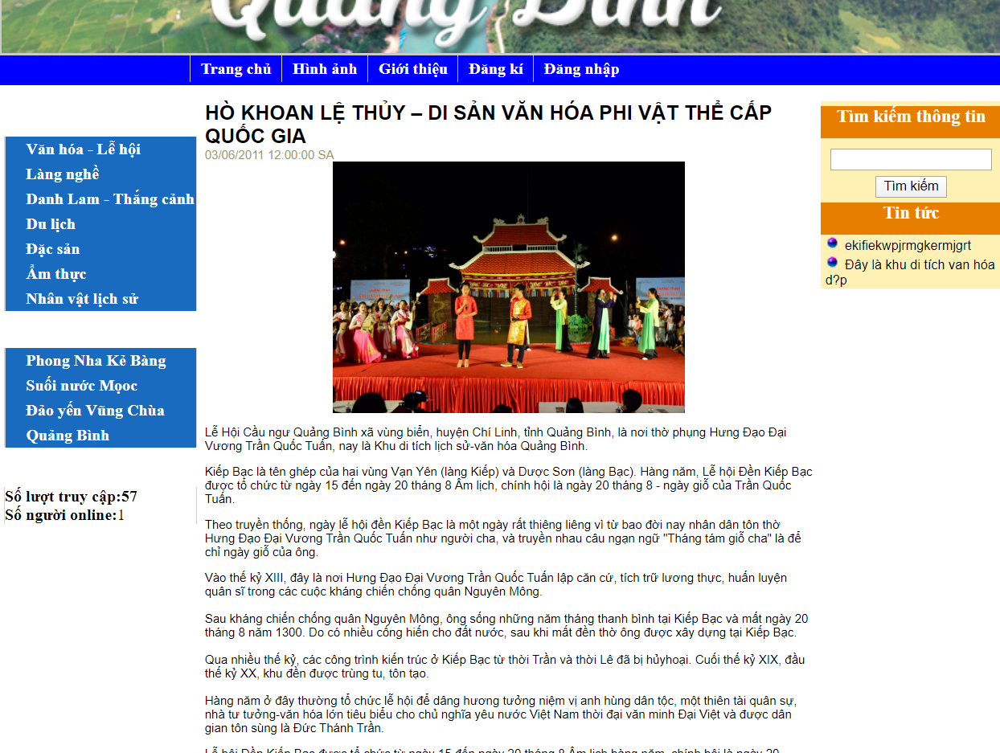 Quảng Bình
Trang chủ
Hình ảnh
Giới thiệu
Đăng kí
Đăng nhập
Văn hóa - Lễ hội
Làng nghề
Danh Lam - Thắng cảnh
Du lịch
Đặc sản
Ẩm thực
Nhân vật lịch sử
Phong Nha Kẻ Bàng
Suối nước Mọoc
Đảo yến Vũng Chùa
Quảng Bình
Số lượt truy cập:57
Số người online:1
HÒ KHOAN LỆ THỦY – DI SẢN VĂN HÓA PHI VẬT THỂ CẤP
QUỐC GIA
03/06/2011 12:00:00 SA
Lễ Hội Cầu ngư Quảng Bình xã vùng biển, huyện Chí Linh, tỉnh Quảng Bình, là nơi thờ phụng Hưng Đạo Đại
Vương Trần Quốc Tuấn, nay là Khu di tích lịch sử-văn hóa Quảng Bình.
Kiếp Bạc là tên ghép của hai vùng Vạn Yên (làng Kiếp) và Dược Sơn (làng Bạc). Hàng năm, Lễ hội Đền Kiếp Bạc
được tổ chức từ ngày 15 đến ngày 20 tháng 8 Âm lịch, chính hội là ngày 20 tháng 8 - ngày giỗ của Trần Quốc
Tuấn.
Theo truyền thống, ngày lễ hội đền Kiếp Bạc là một ngày rất thiêng liêng vì từ bao đời nay nhân dân tôn thờ
Hưng Đạo Đại Vương Trần Quốc Tuấn như người cha, và truyền nhau câu ngạn ngữ "Tháng tám giỗ cha" là để
chỉ ngày giỗ của ông.
Vào thế kỷ XIII, đây là nơi Hưng Đạo Đại Vương Trần Quốc Tuấn lập căn cứ, tích trữ lương thực, huấn luyện
quân sĩ trong các cuộc kháng chiến chống quân Nguyên Mông.
Sau kháng chiến chống quân Nguyên Mông, ông sống những năm tháng thanh bình tại Kiếp Bạc và mất ngày 20
tháng 8 năm 1300. Do có nhiều cống hiến cho đất nước, sau khi mất đền thờ ông được xây dựng tại Kiếp Bạc.
Qua nhiều thế kỷ, các công trình kiến trúc ở Kiếp Bạc từ thời Trần và thời Lê đã bị hủyhoại. Cuối thế kỷ XIX, đầu
thế kỷ XX, khu đền được trùng tu, tôn tạo.
Hàng năm ở đây thường tổ chức lễ hội để dâng hương tưởng niệm vị anh hùng dân tộc, một thiên tài quân sự,
nhà tư tưởng-văn hóa lớn tiêu biểu cho chủ nghĩa yêu nước Việt Nam thời đại văn minh Đại Việt và được dân
gian tôn sùng là Đức Thánh Trần.
Lễ hội Đền Kiếp Bạc được tổ chức từ ngày 15 đến ngày 20 tháng 8 Âm lịch hàng năm, chính hội là ngày 20
Tìm kiếm thông tin
Tìm kiếm
Tin tức
ekifiekwpjrmgkermjgrt
Đây là khu di tích van hóa
d?p